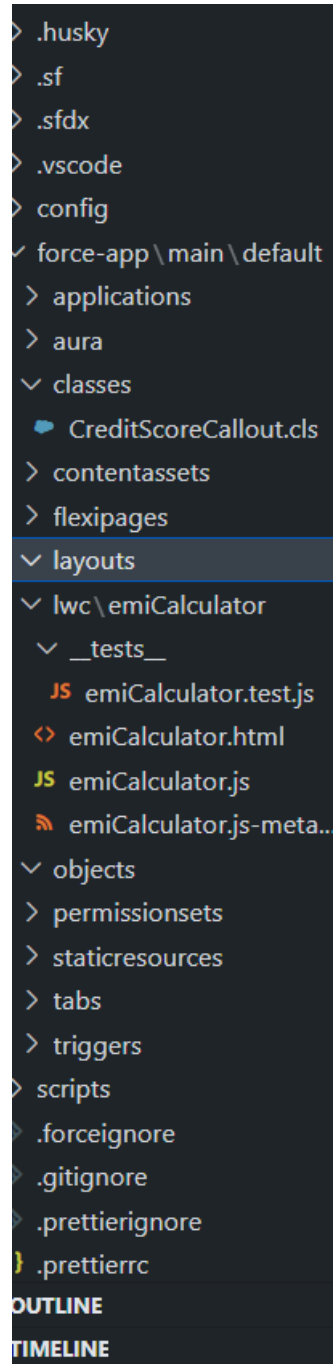 .husky
.sf
.sfdx
.vscode
config
force-app\main\default
applications
aura
classes
CreditScoreCallout.cls
contentassets
flexipages
layouts
lwc\emiCalculator
__tests__
JS emiCalculator.test.js
<> emiCalculator.html
JS emiCalculator.js
emiCalculator.js-meta...
objects
permissionsets
staticresources
tabs
triggers
scripts
.forceignore
.gitignore
.prettierignore
} .prettierrc
OUTLINE
TIMELINE